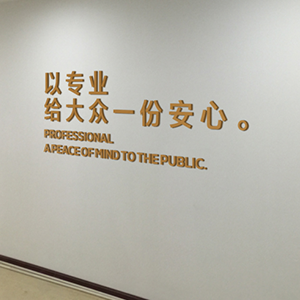 以专业
给大众一份安心。
PROFESSIONAL
A PEACE OF MIND TO THE PUBLIC.